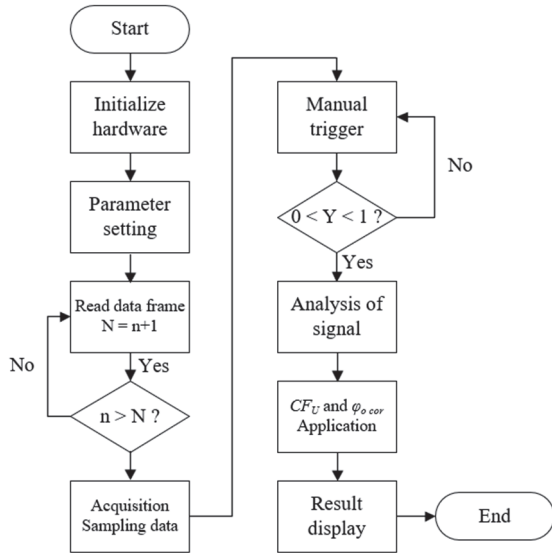 Start
Initialize
hardware
Parameter
setting
Read data frame
N = n+1
No
Yes
n > N ?
Acquisition
Sampling data
Manual
trigger
No
0 < Y < 1 ?
Yes
Analysis of
signal
CF_U and φ_o cor
Application
Result
display
End